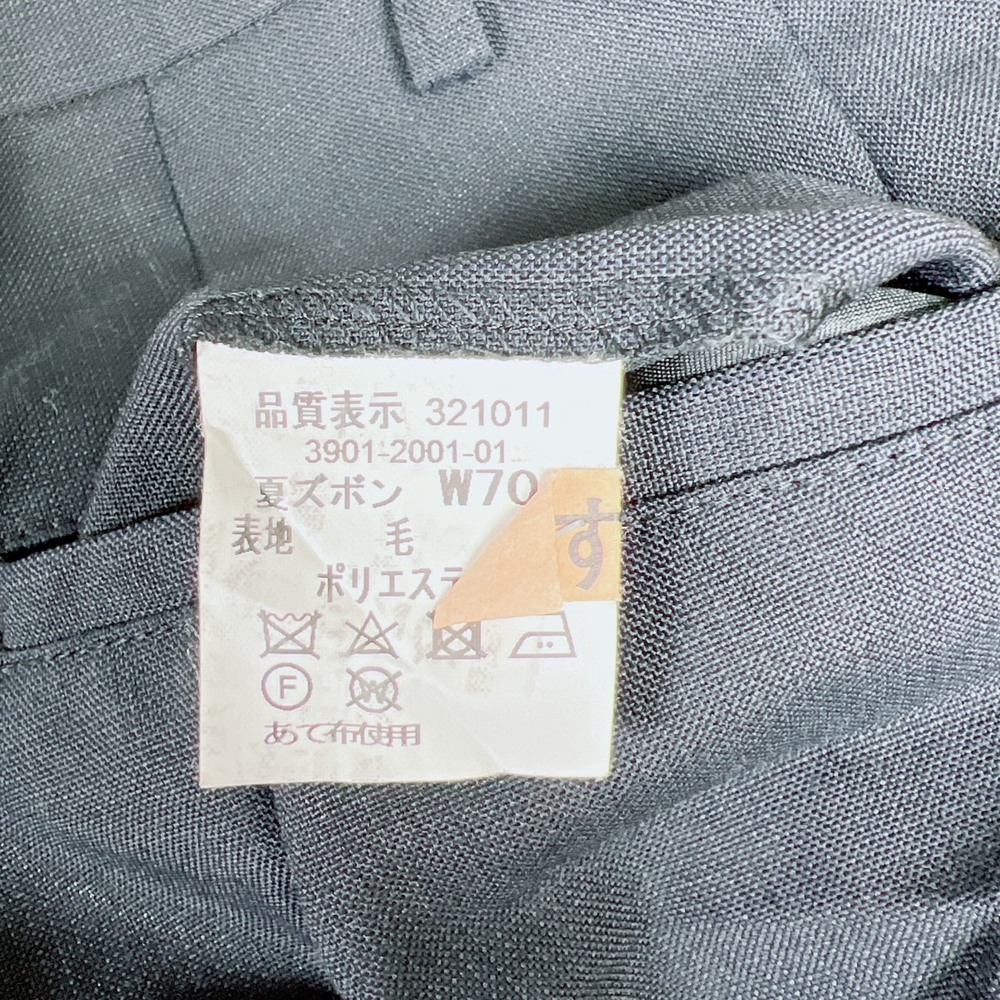 品質表示 321011
3901-2001-01
夏ズボン W70
す
表地 毛
ポリエステ
F
W
あて布使用